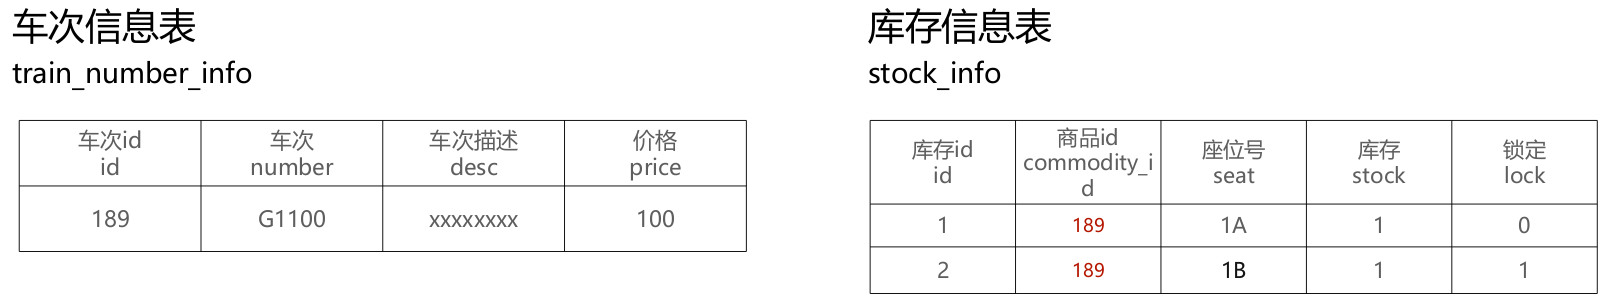 车次信息表
train_number_info
车次id
id
车次
number
车次描述
desc
价格
price
189
G1100
xxxxxxxx
100
库存信息表
stock_info
库存id
id
商品id
commodity_i
d
座位号
seat
库存
stock
锁定
lock
1
189
1A
1
0
2
189
1B
1
1